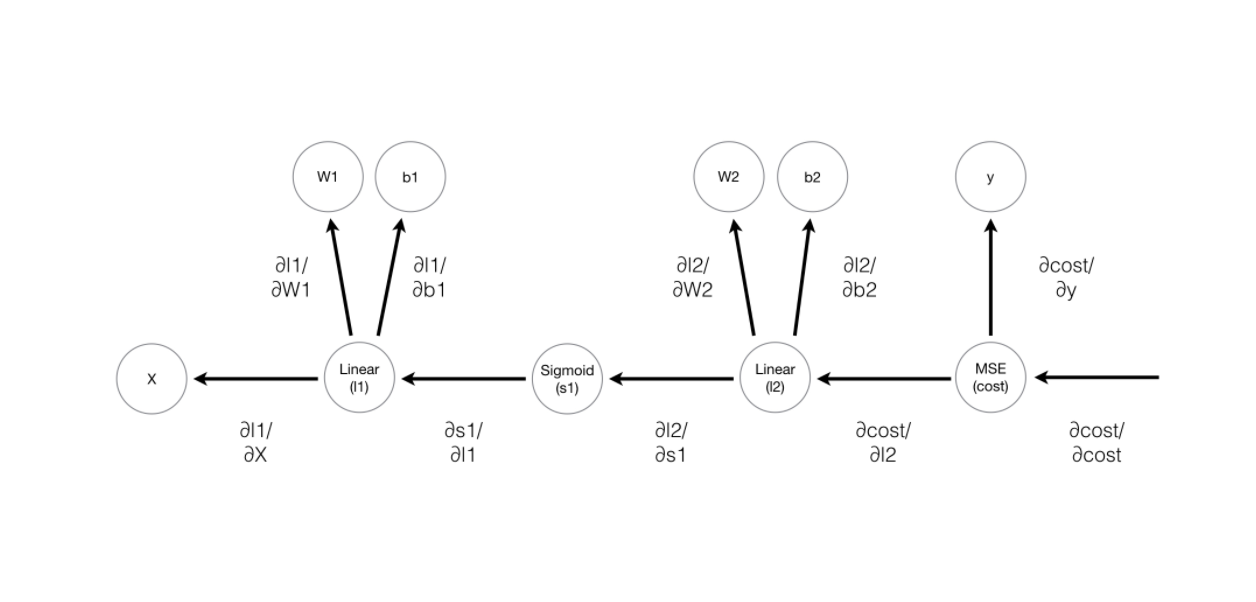 W1
b1
W2
b2
y
∂l1/
∂W1
∂l1/
∂b1
∂l2/
∂W2
∂l2/
∂b2
∂cost/
∂y
X
Linear
(l1)
Sigmoid
(s1)
Linear
(l2)
MSE
(cost)
∂l1/
∂X
∂s1/
∂l1
∂l2/
∂s1
∂cost/
∂l2
∂cost/
∂cost